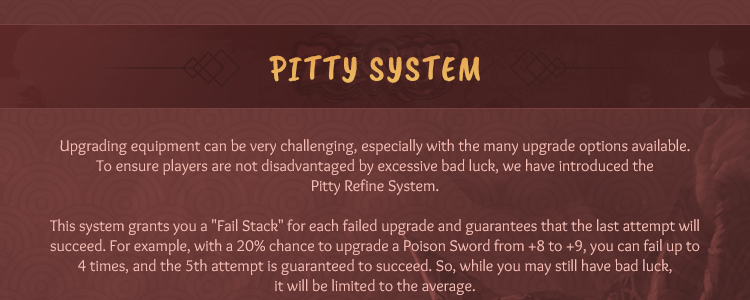 PITTY SYSTEM
Upgrading equipment can be very challenging, especially with the many upgrade options available.
To ensure players are not disadvantaged by excessive bad luck, we have introduced the
Pitty Refine System.
This system grants you a "Fail Stack" for each failed upgrade and guarantees that the last attempt will
succeed. For example, with a 20% chance to upgrade a Poison Sword from +8 to +9, you can fail up to
4 times, and the 5th attempt is guaranteed to succeed. So, while you may still have bad luck,
it will be limited to the average.